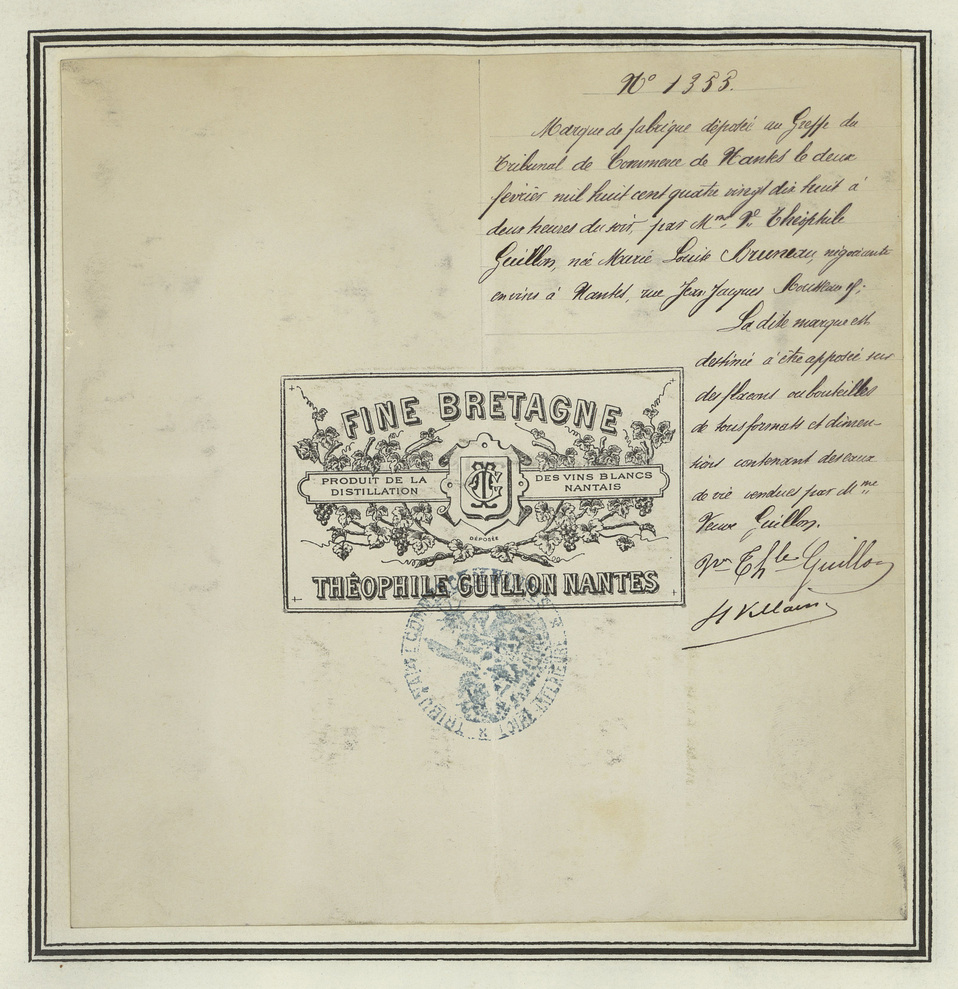 N° 1355.
Marque de fabrique déposée au Greffe du
Tribunal de Commerce de Nantes le deux
février mil huit cent quatre vingt dix huit à
deux heures du soir, par Mme Ve Théophile
Guillon, née Marie Louise Bruneau, négociante
en vins à Nantes, rue Jean Jacques Rousseau
La dite marque est
destinée à être apposée sur
des flacons ou bouteilles
de tous formats et dimen-
sions contenant des eaux
de vie vendues par Mme
Veuve Guillon.
Vve Thle Guillon
H Villain
FINE BRETAGNE
PRODUIT DE LA
DISTILLATION
DES VINS BLANCS
NANTAIS
DÉPOSÉE
THÉOPHILE GUILLON NANTES